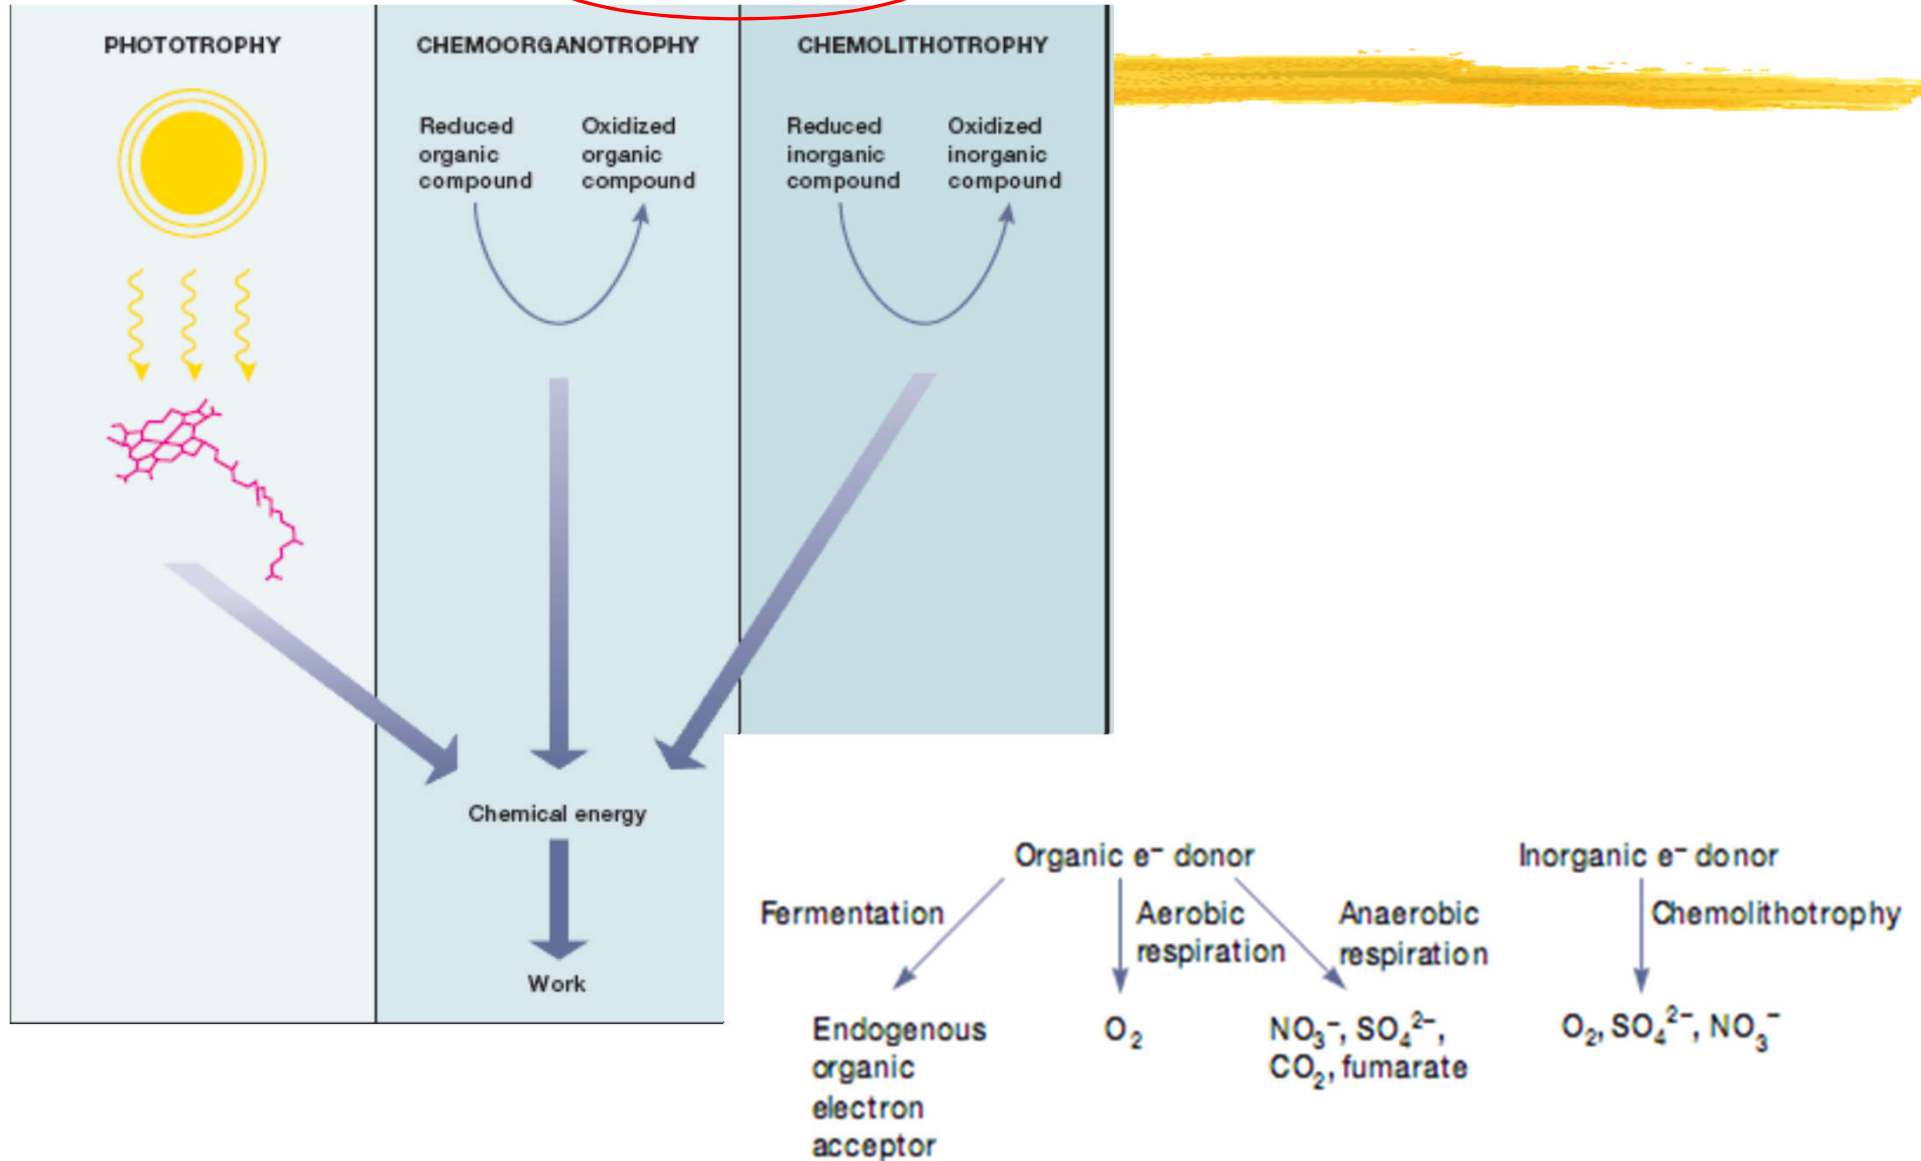 PHOTOTROPHY
CHEMOORGANOTROPHY
CHEMOLITHOTROPHY
Reduced
organic
compound
Oxidized
organic
compound
Reduced
inorganic
compound
Oxidized
inorganic
compound
Chemical energy
Work
Organic e⁻ donor
Inorganic e⁻ donor
Fermentation
Aerobic
respiration
Anaerobic
respiration
Chemolithotrophy
Endogenous
organic
electron
acceptor
O₂
NO₃⁻, SO₄²⁻,
CO₂, fumarate
O₂, SO₄²⁻, NO₃⁻